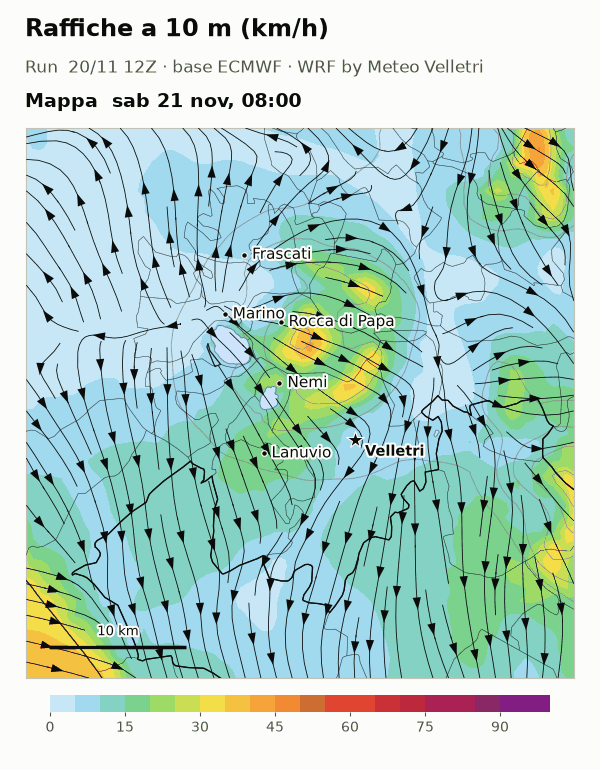 Raffiche a 10 m (km/h)
Run  20/11 12Z · base ECMWF · WRF by Meteo Velletri
Mappa  sab 21 nov, 08:00
Frascati
Marino
Rocca di Papa
Nemi
Velletri
Lanuvio
10 km
0 15 30 45 60 75 90